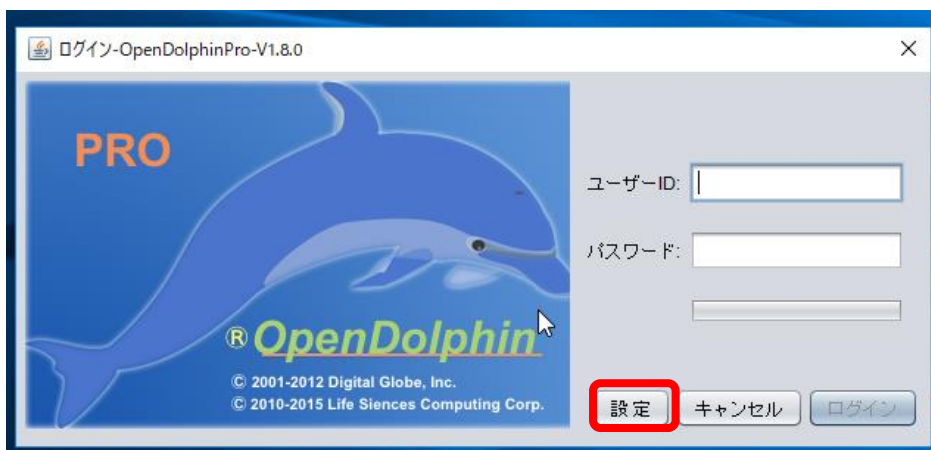 ログイン-OpenDolphinPro-V1.8.0
PRO
ユーザーID:
パスワード:
® OpenDolphin
© 2001-2012 Digital Globe, Inc.
© 2010-2015 Life Siences Computing Corp.
設定 キャンセル ログイン